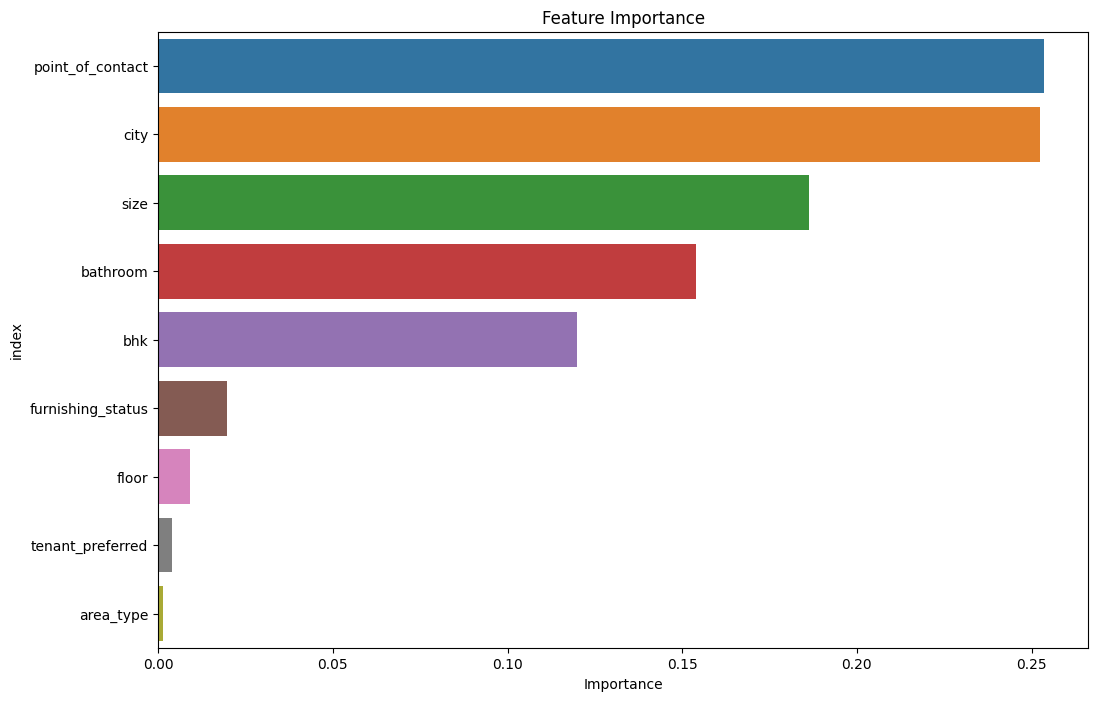 Feature Importance
point_of_contact
city
size
bathroom
bhk
furnishing_status
floor
tenant_preferred
area_type
index
0.00 0.05 0.10 0.15 0.20 0.25
Importance